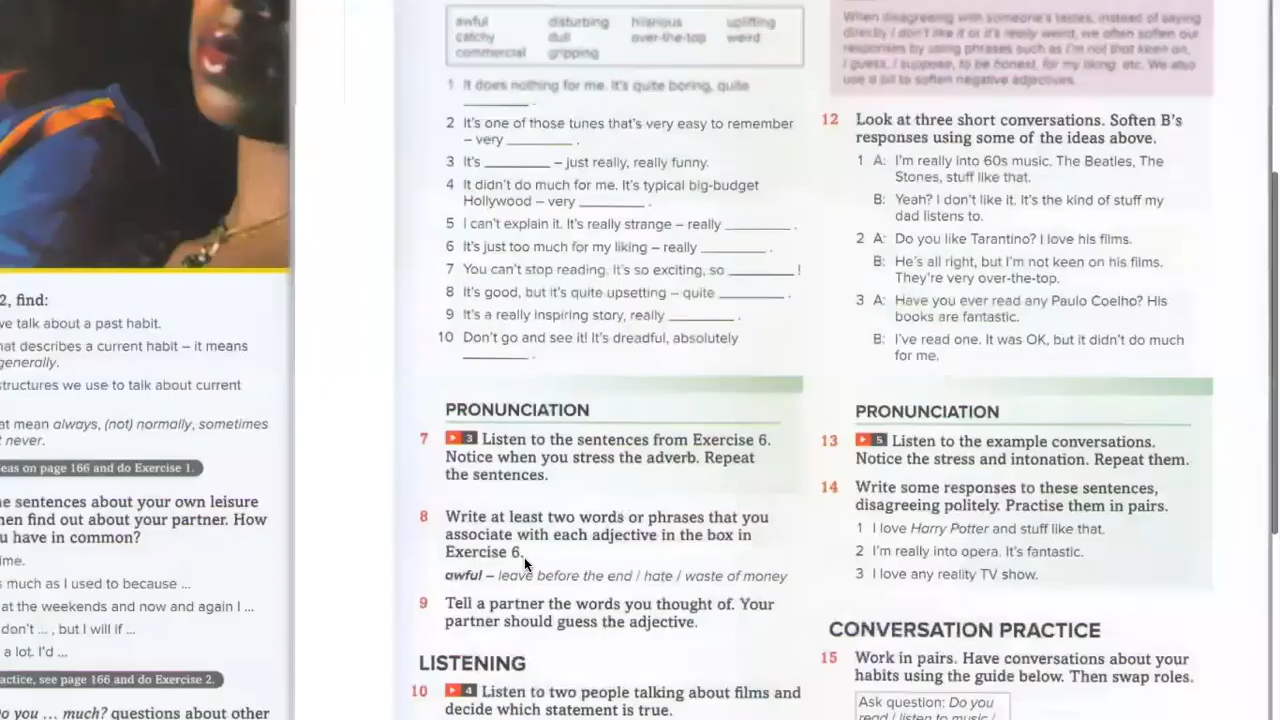 2, find:
ve talk about a past habit.
hat describes a current habit – it means
generally.
structures we use to talk about current
at mean always, (not) normally, sometimes
t never.
eas on page 166 and do Exercise 1.
e sentences about your own leisure
hen find out about your partner. How
u have in common?
ime.
s much as I used to because ...
at the weekends and now and again I ...
don't ... , but I will if ...
a lot. I'd ...
actice, see page 166 and do Exercise 2.
Do you ... much? questions about other
awful disturbing hilarious uplifting
catchy dull over-the-top weird
commercial gripping
1 It does nothing for me. It's quite boring, quite
________ .
2 It's one of those tunes that's very easy to remember
– very ________ .
3 It's ________ – just really, really funny.
4 It didn't do much for me. It's typical big-budget
Hollywood – very ________ .
5 I can't explain it. It's really strange – really ________ .
6 It's just too much for my liking – really ________ .
7 You can't stop reading. It's so exciting, so ________ !
8 It's good, but it's quite upsetting – quite ________ .
9 It's a really inspiring story, really ________ .
10 Don't go and see it! It's dreadful, absolutely
________ .
PRONUNCIATION
7 3 Listen to the sentences from Exercise 6.
Notice when you stress the adverb. Repeat
the sentences.
8 Write at least two words or phrases that you
associate with each adjective in the box in
Exercise 6.
awful – leave before the end / hate / waste of money
9 Tell a partner the words you thought of. Your
partner should guess the adjective.
LISTENING
10 4 Listen to two people talking about films and
decide which statement is true.
When disagreeing with someone's tastes, instead of saying
directly I don't like it or it's really weird, we often soften our
responses by using phrases such as I'm not that keen on,
I guess, I suppose, to be honest, for my liking, etc. We also
use a bit to soften negative adjectives.
12 Look at three short conversations. Soften B's
responses using some of the ideas above.
1 A: I'm really into 60s music. The Beatles, The
Stones, stuff like that.
B: Yeah? I don't like it. It's the kind of stuff my
dad listens to.
2 A: Do you like Tarantino? I love his films.
B: He's all right, but I'm not keen on his films.
They're very over-the-top.
3 A: Have you ever read any Paulo Coelho? His
books are fantastic.
B: I've read one. It was OK, but it didn't do much
for me.
PRONUNCIATION
13 5 Listen to the example conversations.
Notice the stress and intonation. Repeat them.
14 Write some responses to these sentences,
disagreeing politely. Practise them in pairs.
1 I love Harry Potter and stuff like that.
2 I'm really into opera. It's fantastic.
3 I love any reality TV show.
CONVERSATION PRACTICE
15 Work in pairs. Have conversations about your
habits using the guide below. Then swap roles.
Ask question: Do you
read / listen to music /